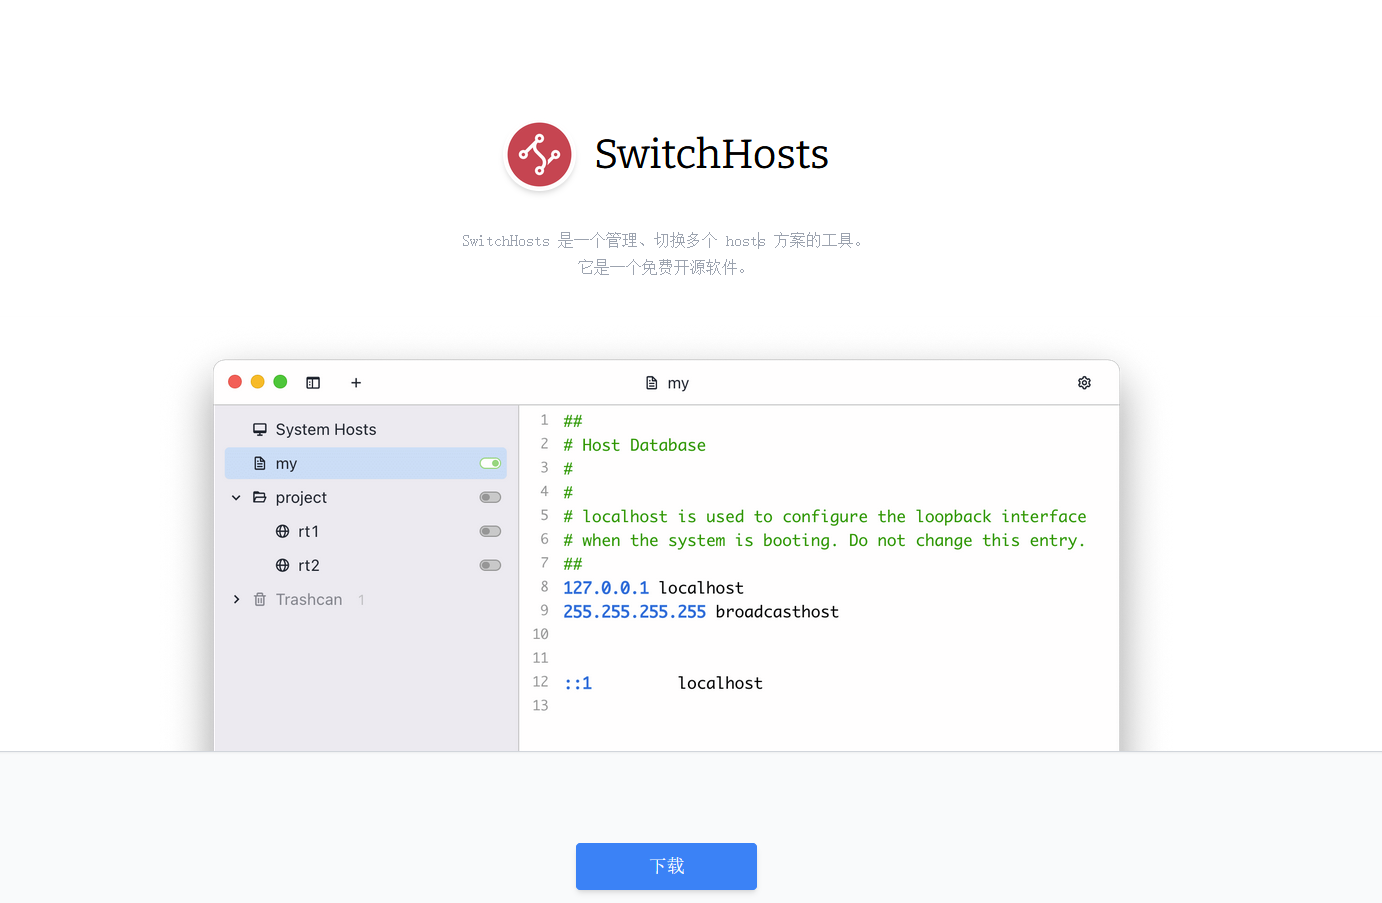 SwitchHosts
SwitchHosts 是一个管理、切换多个 hosts 方案的工具。
它是一个免费开源软件。
my
System Hosts
my
project
rt1
rt2
Trashcan 1
1 ##
2 # Host Database
3 #
4 #
5 # localhost is used to configure the loopback interface
6 # when the system is booting. Do not change this entry.
7 ##
8 127.0.0.1 localhost
9 255.255.255.255 broadcasthost
10
11
12 ::1 localhost
13
下载